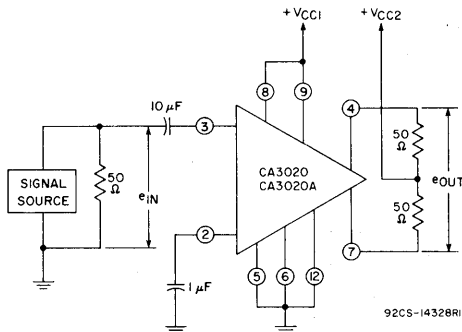 +VCC1
+VCC2
8
9
10 μF
3
4
50
Ω
SIGNAL
SOURCE
50
Ω
eIN
CA3020
CA3020A
eOUT
50
Ω
2
7
1 μF
5
6
12
92CS-14328RI